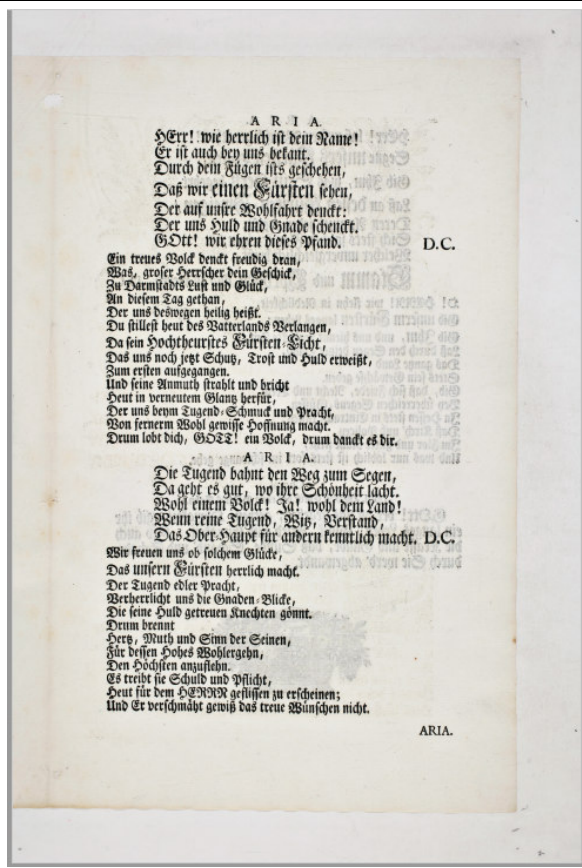 A R I A.
HErr! wie herrlich ist dein Name!
Er ist auch bey uns bekant.
Durch dein Fügen ists geschehen,
Daß wir einen Fürsten sehen,
Der auf unsre Wohlfahrt denckt:
Der uns Huld und Gnade schenckt.
GOtt! wir ehren dieses Pfand. D.C.
Ein treues Volck denckt freudig dran,
Was, groser Herrscher dein Geschick,
Zu Darmstadts Lust und Glück,
An diesem Tag gethan,
Der uns deswegen heilig heißt.
Du stillest heut des Vatterlands Verlangen,
Da sein Hochtheurstes Fürsten-Licht,
Das uns noch jetzt Schutz, Trost und Huld erweißt,
Zum ersten aufgegangen.
Und seine Anmuth strahlt und bricht
Heut in verneutem Glantz herfür,
Der uns beym Tugend-Schmuck und Pracht,
Von fernerm Wohl gewisse Hoffnung macht.
Drum lobt dich, GOTT! ein Volck, drum danckt es dir.
A R I A.
Die Tugend bahnt den Weg zum Segen,
Da geht es gut, wo ihre Schönheit lacht.
Wohl einem Volck! Ja! wohl dem Land!
Wenn reine Tugend, Witz, Verstand,
Das Ober-Haupt für andern kenntlich macht. D.C.
Wir freuen uns ob solchem Glücke,
Das unsern Fürsten herrlich macht.
Der Tugend edler Pracht,
Verherrlicht uns die Gnaden-Blicke,
Die seine Huld getreuen Knechten gönnt.
Drum brennt
Hertz, Muth und Sinn der Seinen,
Für dessen Hohes Wohlergehn,
Den Höchsten anzuflehn.
Es treibt sie Schuld und Pflicht,
Heut für dem HERRN geflissen zu erscheinen;
Und Er verschmäht gewiß das treue Wünschen nicht.
ARIA.